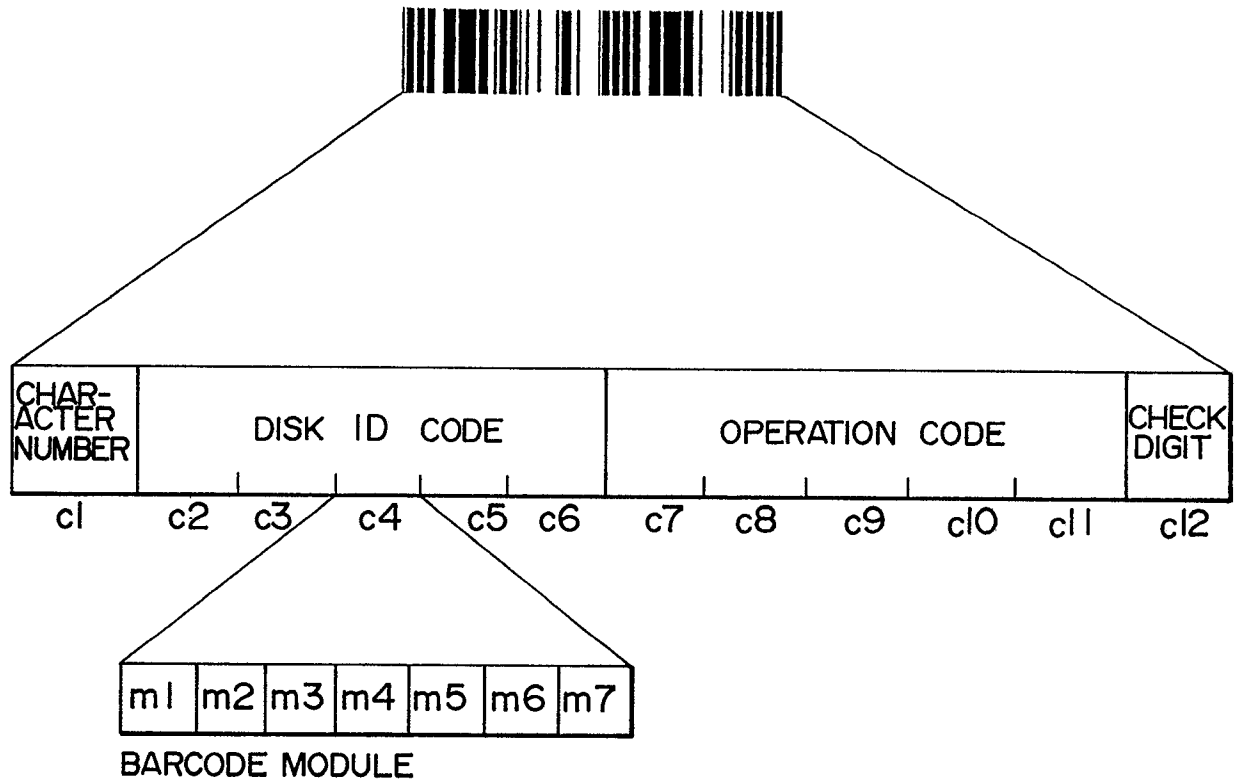 CHAR-
ACTER
NUMBER
DISK ID CODE
OPERATION CODE
CHECK
DIGIT
c1 c2 c3 c4 c5 c6 c7 c8 c9 c10 c11 c12
m1 m2 m3 m4 m5 m6 m7
BARCODE MODULE